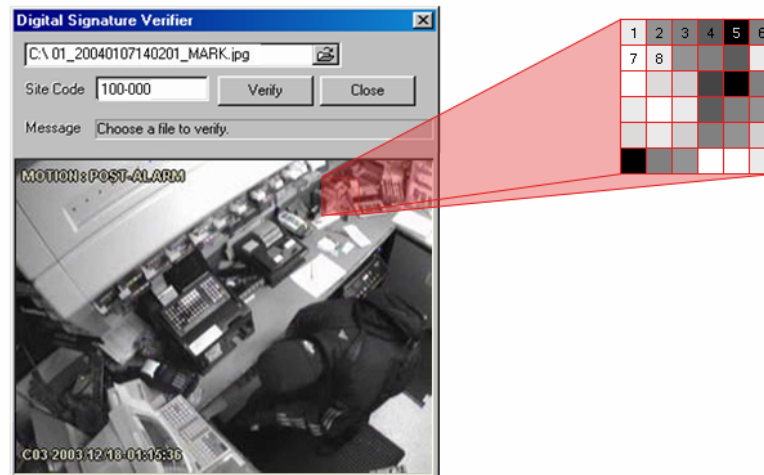 Digital Signature Verifier
C:\ 01_20040107140201_MARK.jpg
Site Code 100-000 Verify Close
Message Choose a file to verify.
MOTION : POST-ALARM
C03 2003/12/18-01:15:36
1 2 3 4 5 6
7 8